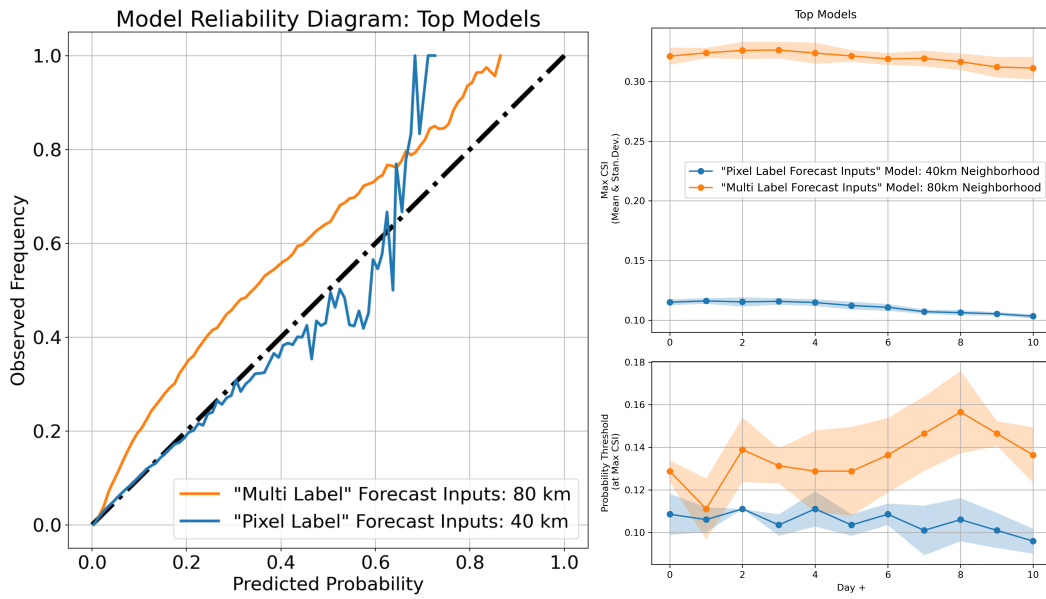 Model Reliability Diagram: Top Models
Observed Frequency
1.0
0.8
0.6
0.4
0.2
0.0
"Multi Label" Forecast Inputs: 80 km
"Pixel Label" Forecast Inputs: 40 km
0.0 0.2 0.4 0.6 0.8 1.0
Predicted Probability
Top Models
Max CSI
(Mean & Stan.Dev.)
0.30
0.25
0.20
0.15
0.10
"Pixel Label Forecast Inputs" Model: 40km Neighborhood
"Multi Label Forecast Inputs" Model: 80km Neighborhood
0 2 4 6 8 10
Probability Threshold
(at Max CSI)
0.18
0.16
0.14
0.12
0.10
0 2 4 6 8 10
Day +